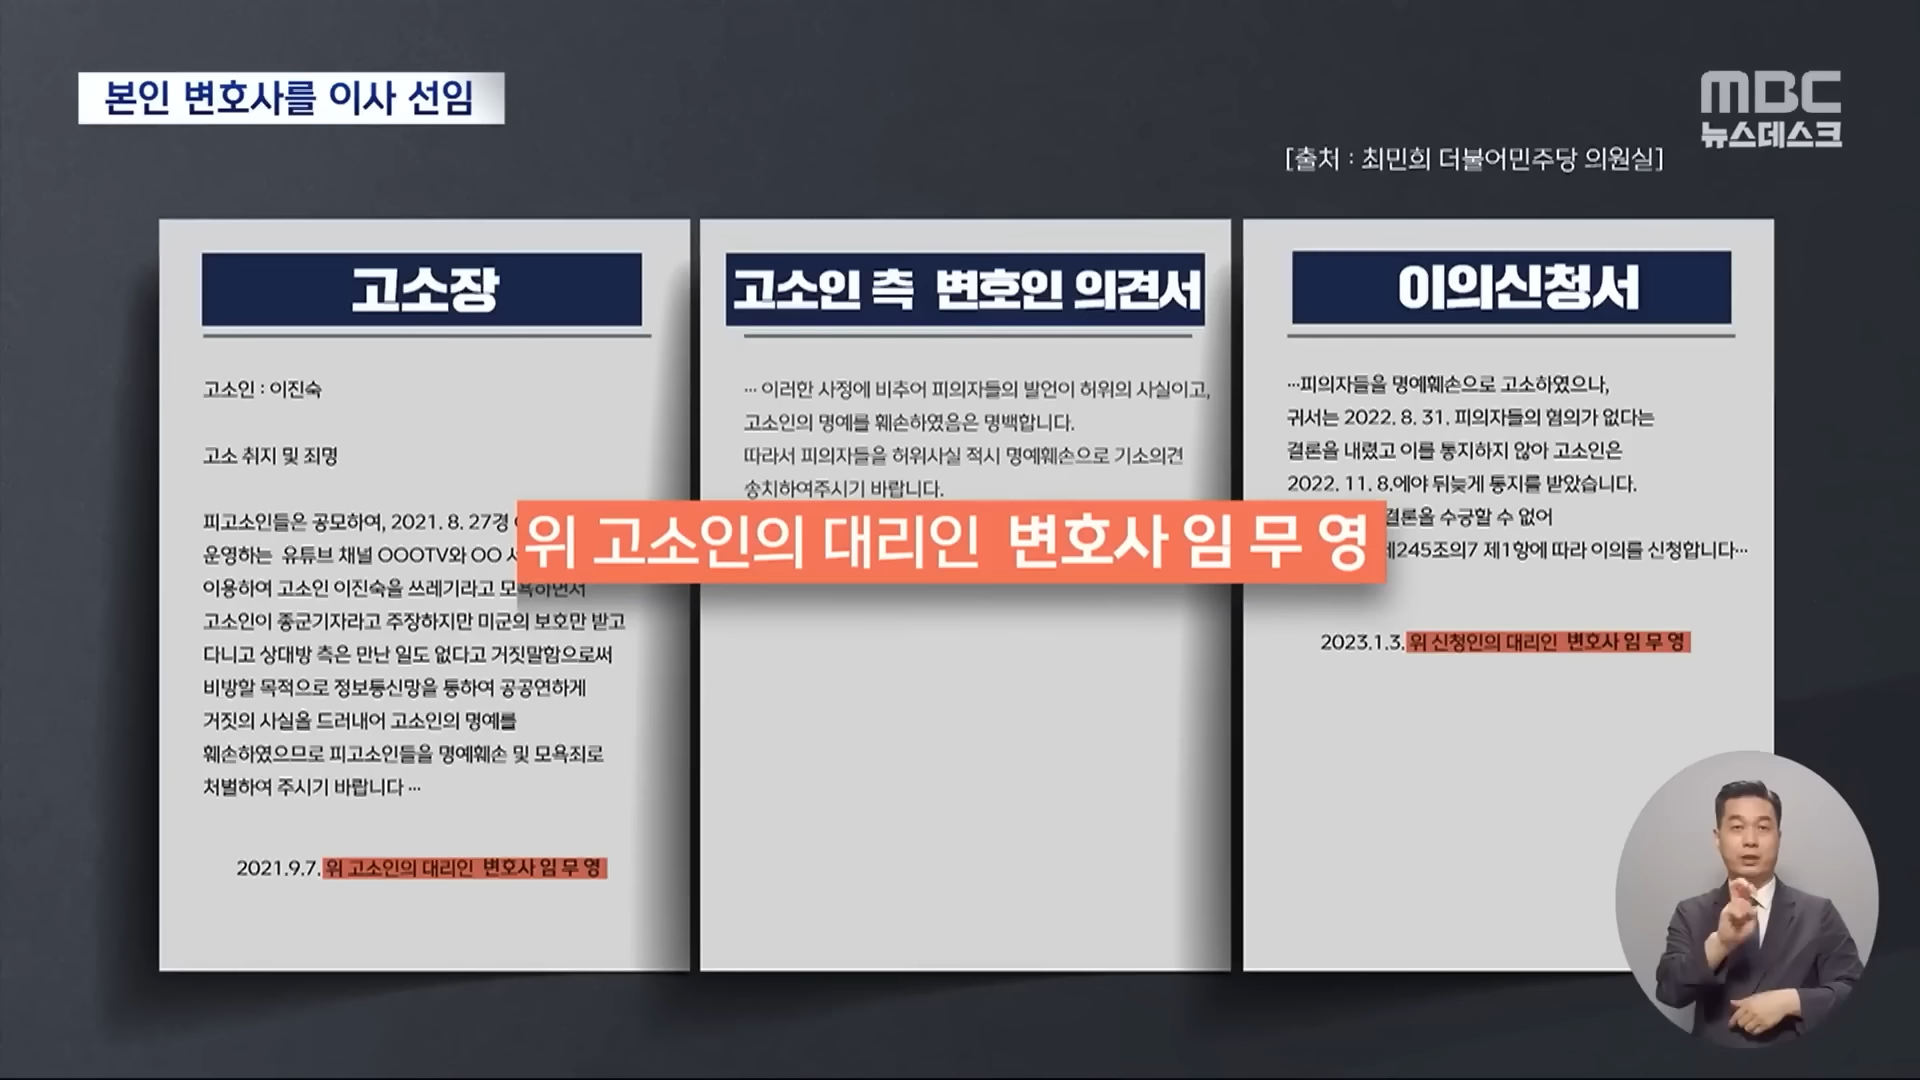 본인 변호사를 이사 선임
MBC
뉴스데스크
[출처 : 최민희 더불어민주당 의원실]
고소장
고소인 : 이진숙
고소 취지 및 죄명
피고소인들은 공모하여, 2021. 8. 27경
운영하는 유튜브 채널 OOOTV와 OO
이용하여 고소인 이진숙을 쓰레기라고 모욕하면서
고소인이 종군기자라고 주장하지만 미군의 보호만 받고
다니고 상대방 측은 만난 일도 없다고 거짓말함으로써
비방할 목적으로 정보통신망을 통하여 공공연하게
거짓의 사실을 드러내어 고소인의 명예를
훼손하였으므로 피고소인들을 명예훼손 및 모욕죄로
처벌하여 주시기 바랍니다 ···
2021.9.7. 위 고소인의 대리인 변호사 임 무 영
고소인 측 변호인 의견서
··· 이러한 사정에 비추어 피의자들의 발언이 허위의 사실이고,
고소인의 명예를 훼손하였음은 명백합니다.
따라서 피의자들을 허위사실 적시 명예훼손으로 기소의견
송치하여주시기 바랍니다.
위 고소인의 대리인 변호사 임 무 영
이의신청서
···피의자들을 명예훼손으로 고소하였으나,
귀서는 2022. 8. 31. 피의자들의 혐의가 없다는
결론을 내렸고 이를 통지하지 않아 고소인은
2022. 11. 8.에야 뒤늦게 통지를 받았습니다.
결론을 수긍할 수 없어
제245조의7 제1항에 따라 이의를 신청합니다···
2023.1.3. 위 신청인의 대리인 변호사 임 무 영